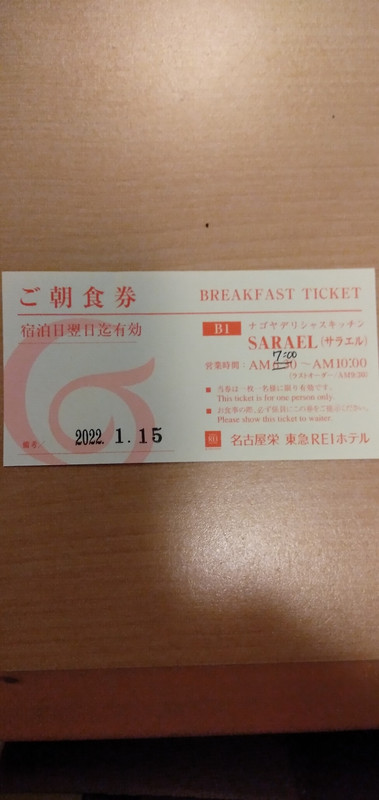 ご朝食券
BREAKFAST TICKET
宿泊日翌日迄有効
B1 ナゴヤデリシャスキッチン
SARAEL (サラエル)
7:00
営業時間:AM 30~AM10:00
(ラストオーダー/AM9:30)
■ 当券は一枚一名様に限り有効です。
This ticket is for one person only.
■ お食事の際、必ず係員にこの券をご提示ください。
Please show this ticket to waiter.
備考/
2022. 1. 15
REI 名古屋栄 東急REIホテル